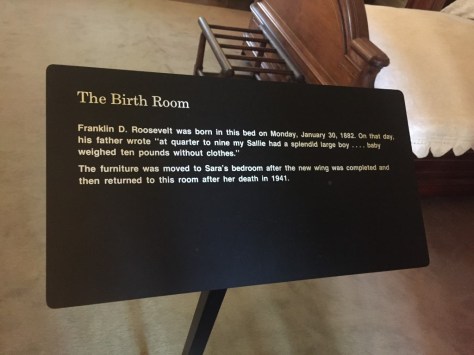 The Birth Room
Franklin D. Roosevelt was born in this bed on Monday, January 30, 1882. On that day,
his father wrote "at quarter to nine my Sallie had a splendid large boy .... baby
weighed ten pounds without clothes."
The furniture was moved to Sara's bedroom after the new wing was completed and
then returned to this room after her death in 1941.